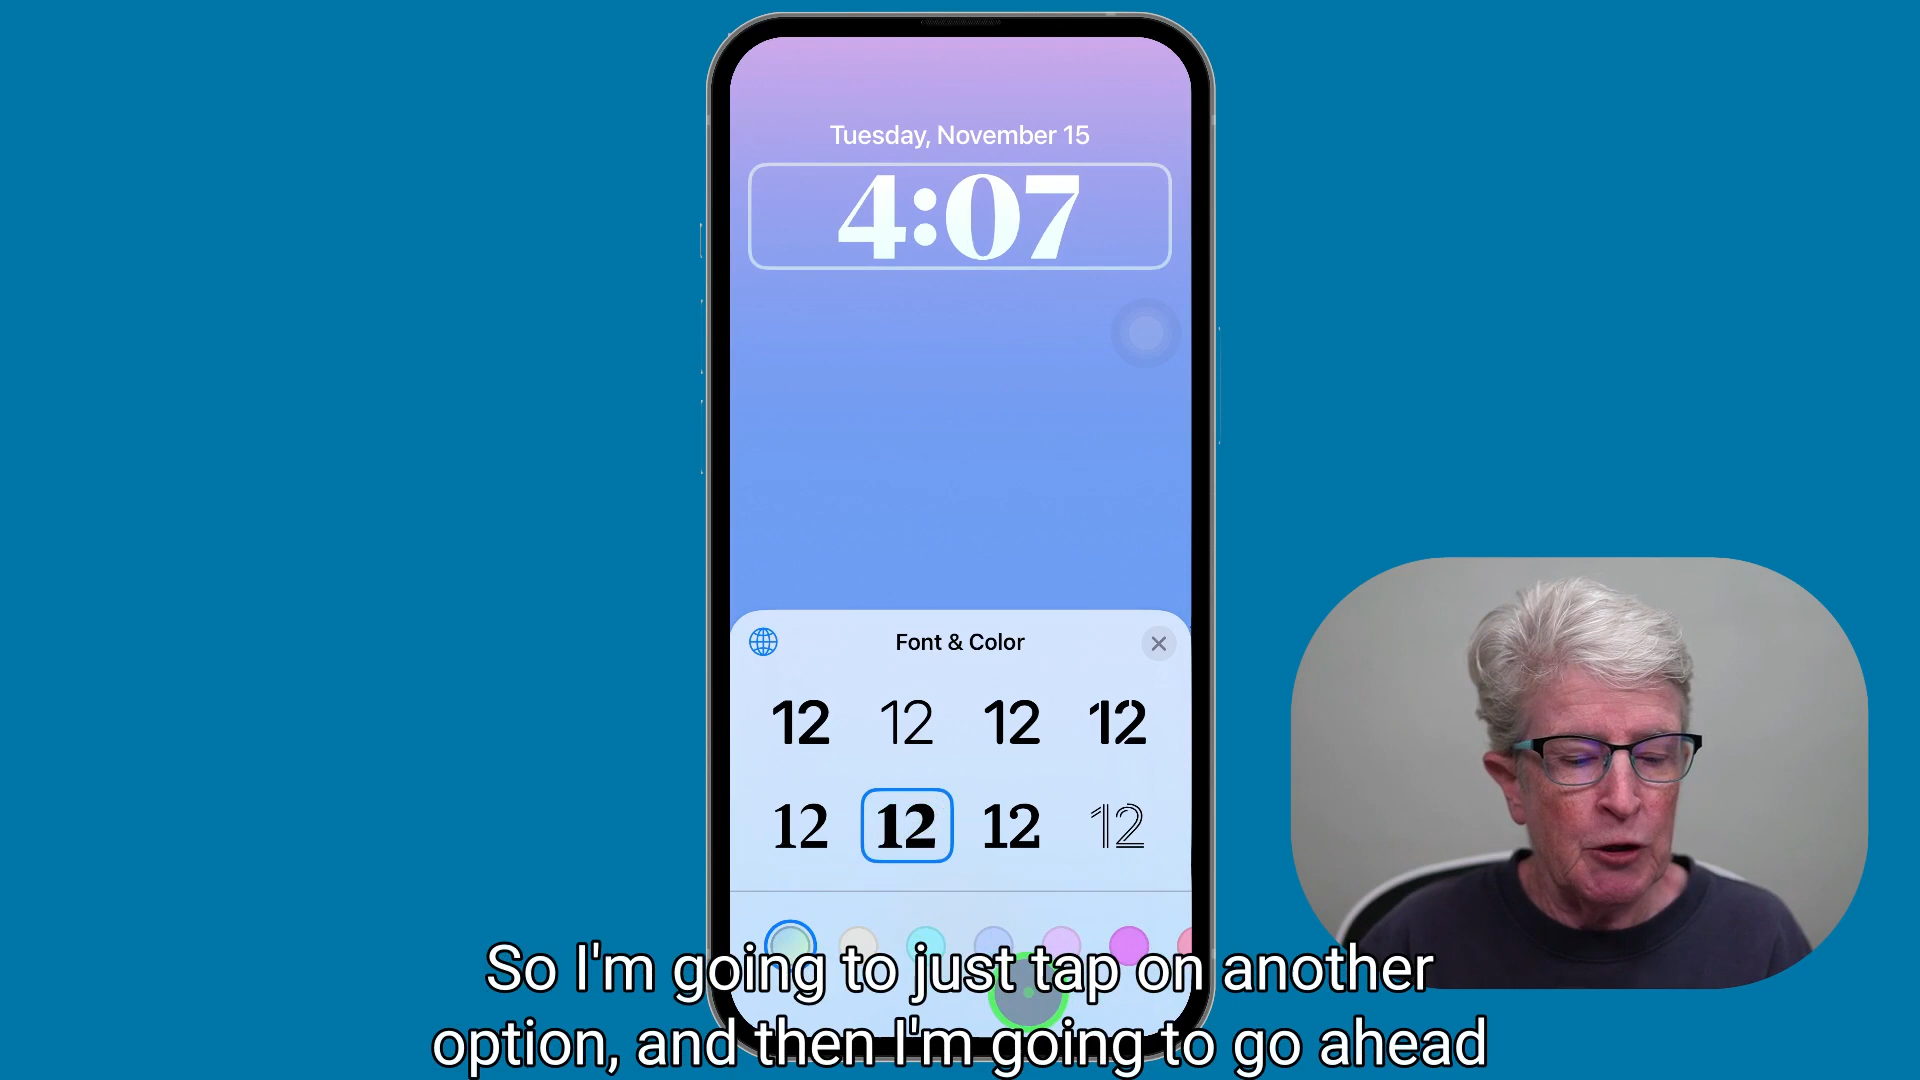 Tuesday, November 15
4:07
Font & Color
12 12 12 12
12 12 12 12
So I'm going to just tap on another
option, and then I'm going to go ahead